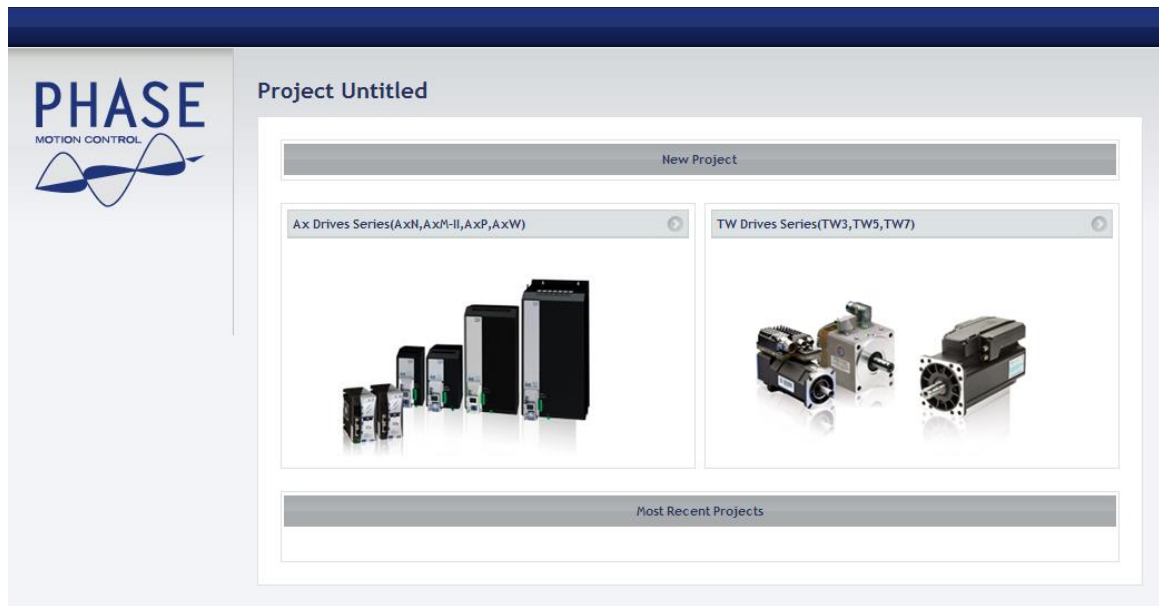 PHASE
MOTION CONTROL
Project Untitled
New Project
Ax Drives Series(AxN,AxM-II,AxP,AxW)
TW Drives Series(TW3,TW5,TW7)
Most Recent Projects